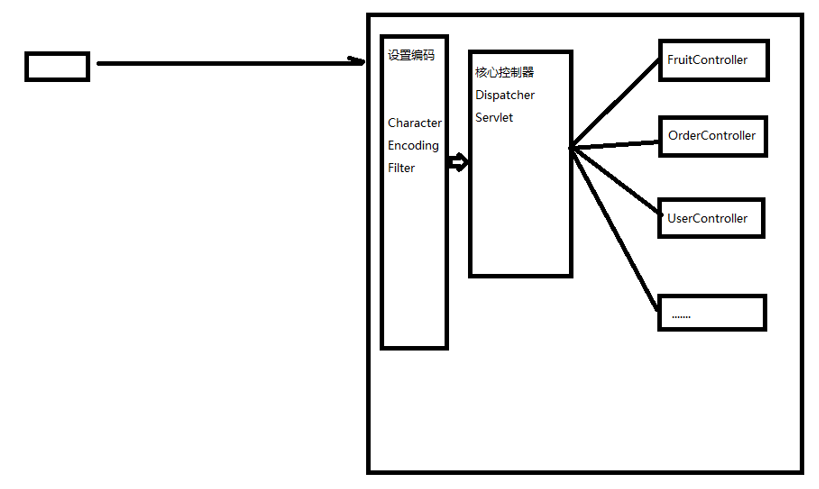 设置编码
Character
Encoding
Filter
核心控制器
Dispatcher
Servlet
FruitController
OrderController
UserController
.......